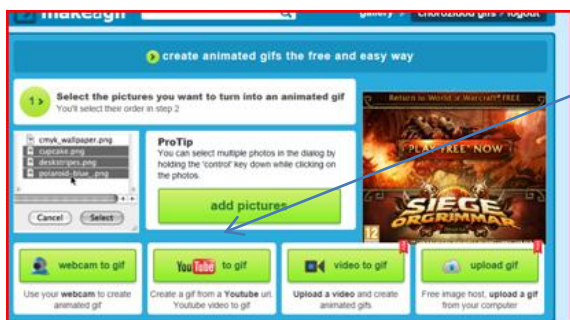 makeagif
gallery > chorozidou gifs > logout
create animated gifs the free and easy way
1 >
Select the pictures you want to turn into an animated gif
You'll select their order in step 2
cmyk_wallpaper.png
cupcake.png
deskstripes.png
polaroid-blue_.png
Cancel Select
ProTip
You can select multiple photos in the dialog by
holding the 'control' key down while clicking on
the photos.
add pictures
Return to World of Warcraft® FREE
PLAY FREE* NOW
SIEGE
ORGRIMMAR
12
webcam to gif
Use your webcam to create
animated gif
YouTube to gif
Create a gif from a Youtube url.
Youtube video to gif
video to gif
Upload a video and create
animated gifs
upload gif
Free image host, upload a gif
from your computer